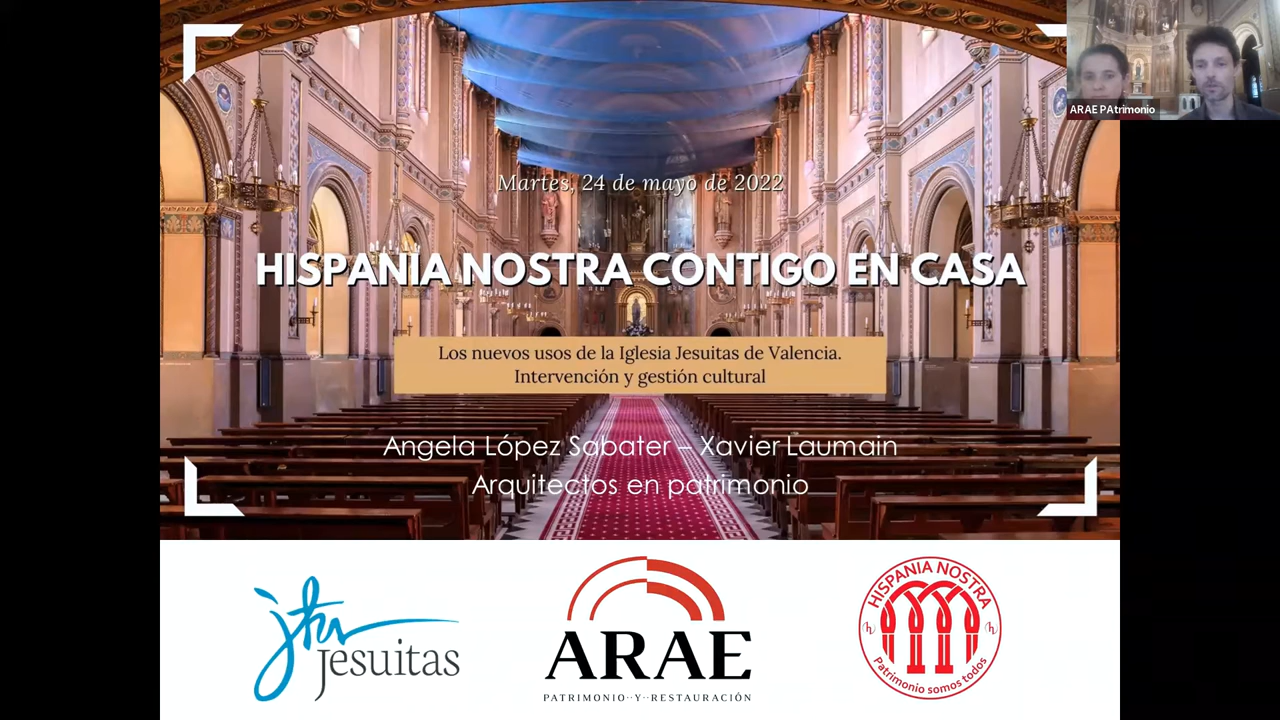 ARAE PAtrimonio
Martes, 24 de mayo de 2022
HISPANIA NOSTRA CONTIGO EN CASA
Los nuevos usos de la Iglesia Jesuitas de Valencia.
Intervención y gestión cultural
Angela López Sabater – Xavier Laumain
Arquitectos en patrimonio
jesuitas
ARAE
PATRIMONIO··Y··RESTAURACIÓN
HISPANIA NOSTRA
h h
Patrimonio somos todos